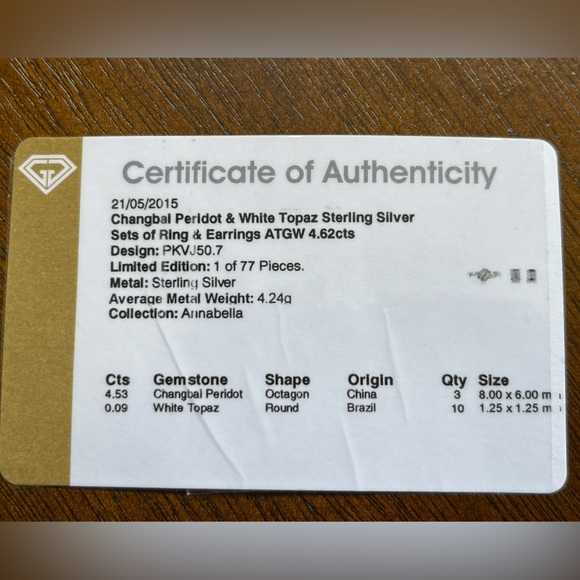 Certificate of Authenticity
21/05/2015
Changbai Peridot & White Topaz Sterling Silver
Sets of Ring & Earrings ATGW 4.62cts
Design: PKVJ50.7
Limited Edition: 1 of 77 Pieces.
Metal: Sterling Silver
Average Metal Weight: 4.24g
Collection: Annabella
Cts Gemstone Shape Origin Qty Size
4.53 Changbai Peridot Octagon China 3 8.00 x 6.00 m
0.09 White Topaz Round Brazil 10 1.25 x 1.25 m